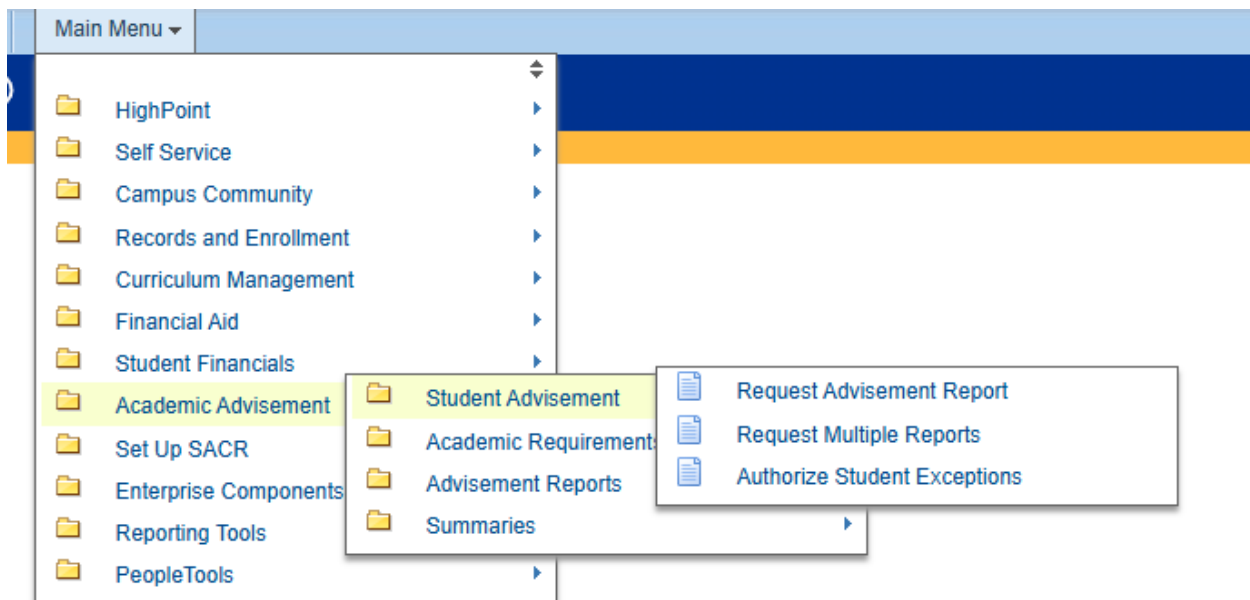 Main Menu
HighPoint
Self Service
Campus Community
Records and Enrollment
Curriculum Management
Financial Aid
Student Financials
Academic Advisement
Set Up SACR
Enterprise Components
Reporting Tools
PeopleTools
Student Advisement
Academic Requirements
Advisement Reports
Summaries
Request Advisement Report
Request Multiple Reports
Authorize Student Exceptions